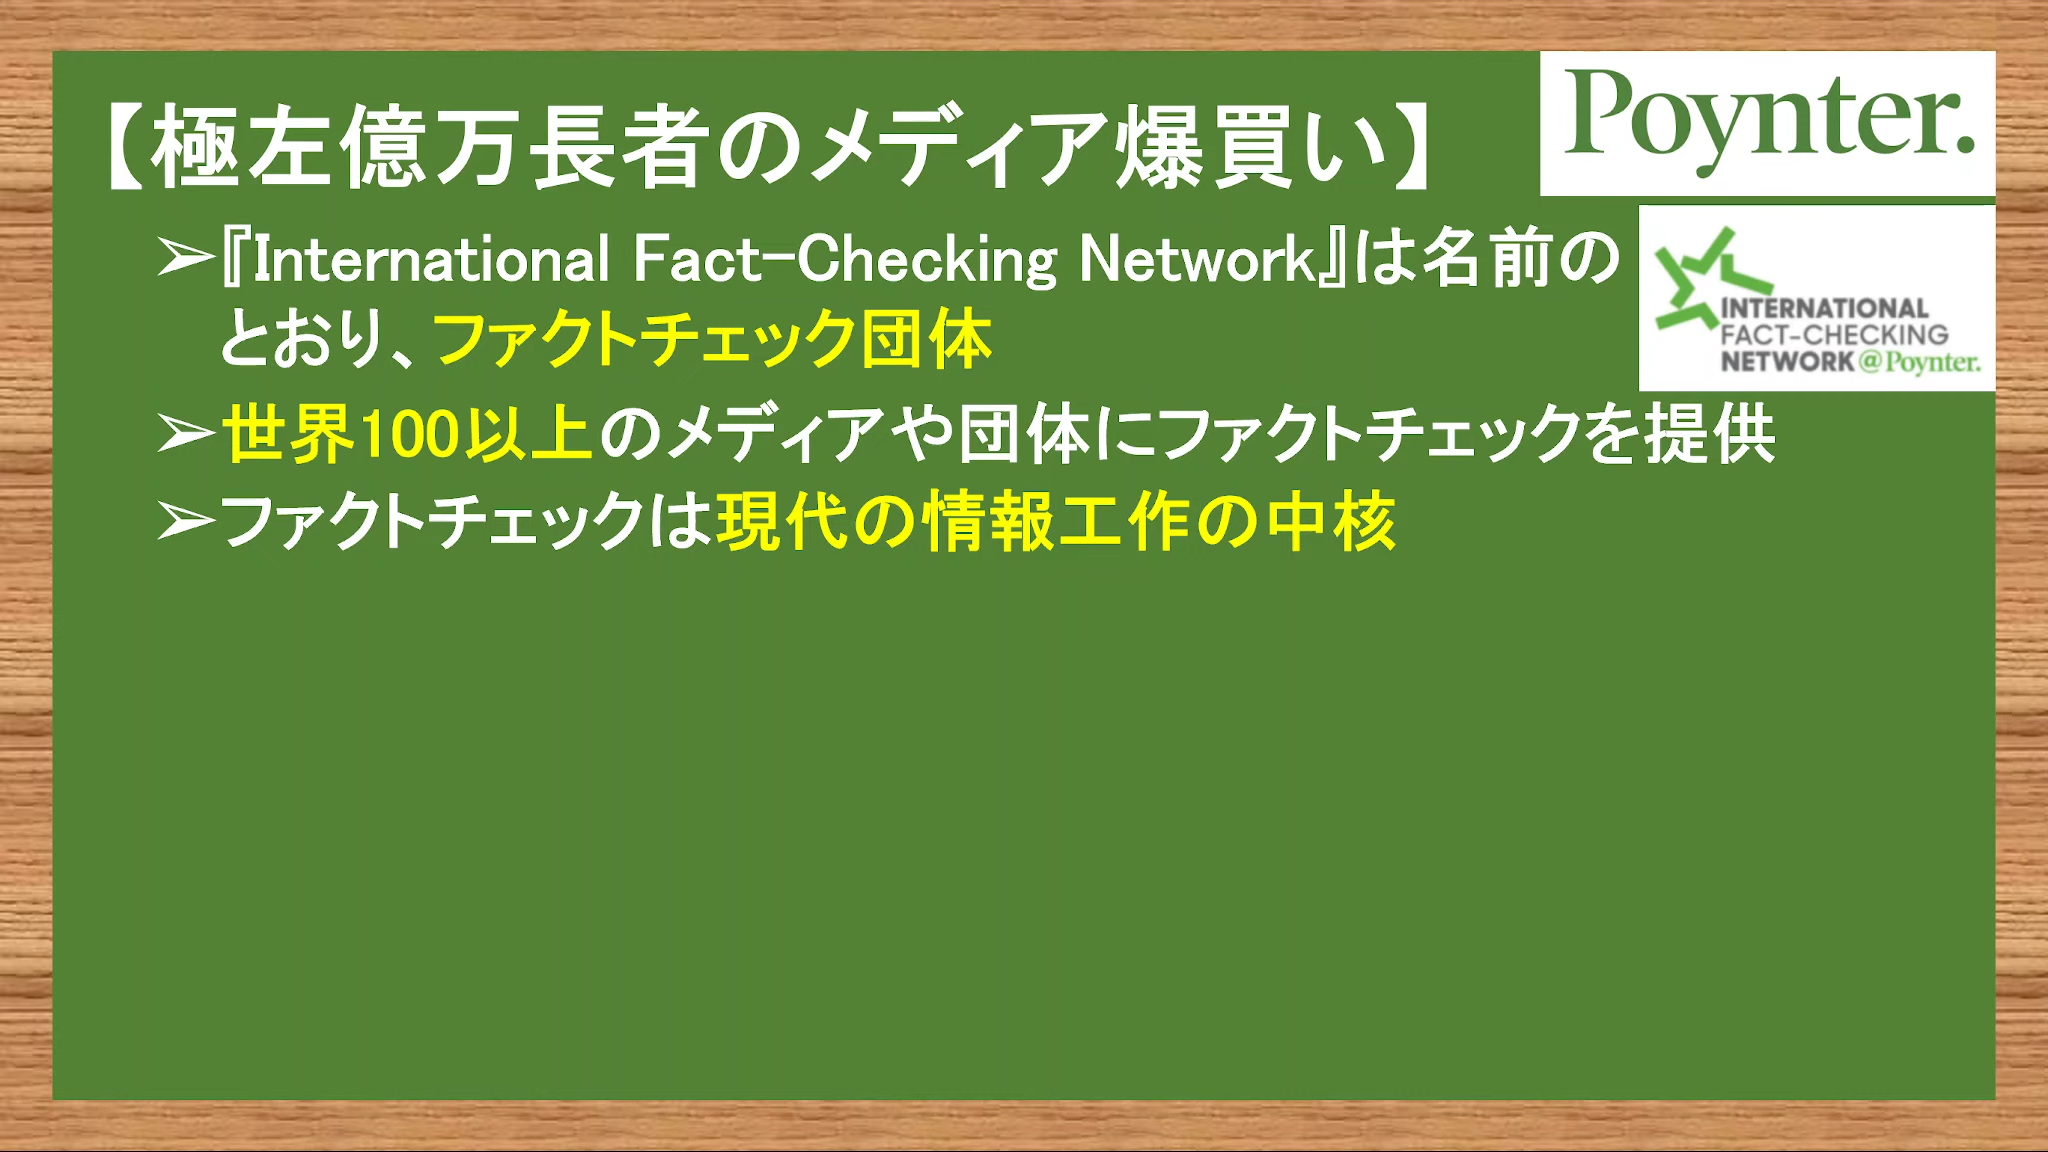 【極左億万長者のメディア爆買い】
Poynter.
➢『International Fact-Checking Network』は名前の
とおり、ファクトチェック団体
INTERNATIONAL
FACT-CHECKING
NETWORK @Poynter.
➢世界100以上のメディアや団体にファクトチェックを提供
➢ファクトチェックは現代の情報工作の中核